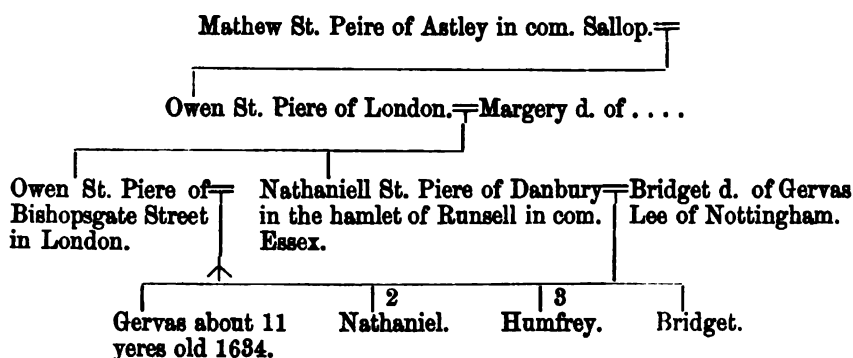 Mathew St. Peire of Astley in com. Sallop.
Owen St. Piere of London. Margery d. of . . . .
Owen St. Piere of
Bishopsgate Street
in London.
Nathaniell St. Piere of Danbury
in the hamlet of Runsell in com.
Essex.
Bridget d. of Gervas
Lee of Nottingham.
Gervas about 11
yeres old 1634.
2
Nathaniel.
3
Humfrey.
Bridget.